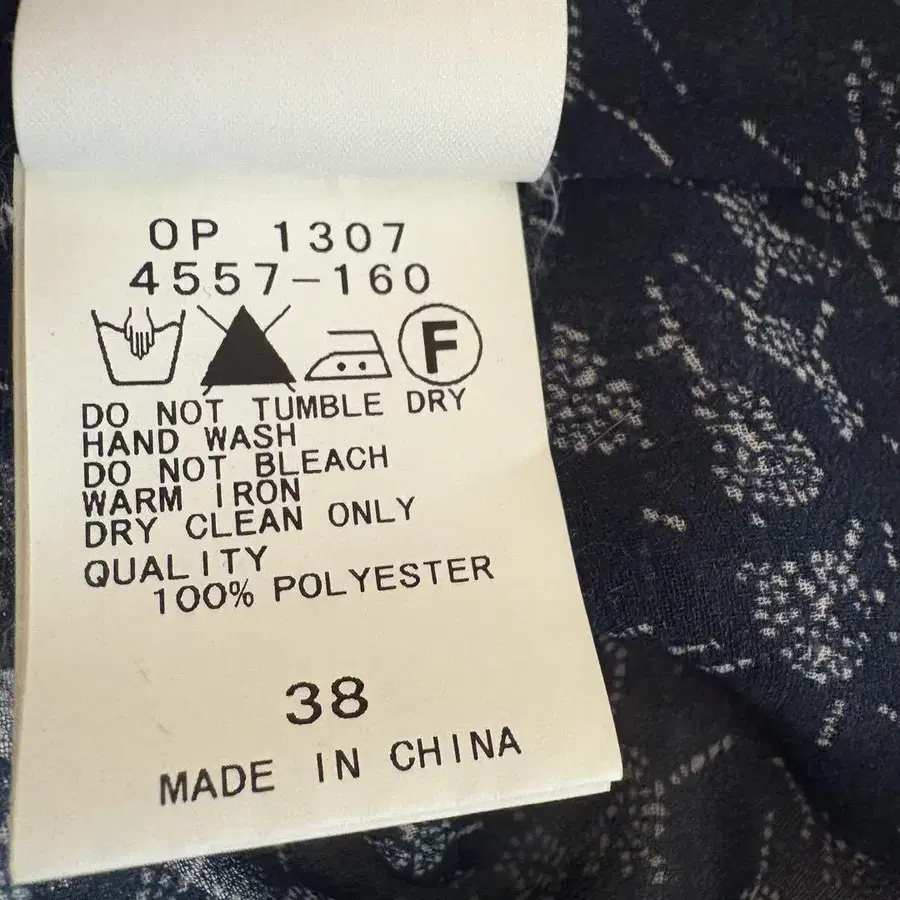 OP 1307
4557-160
F
DO NOT TUMBLE DRY
HAND WASH
DO NOT BLEACH
WARM IRON
DRY CLEAN ONLY
QUALITY
100% POLYESTER
38
MADE IN CHINA